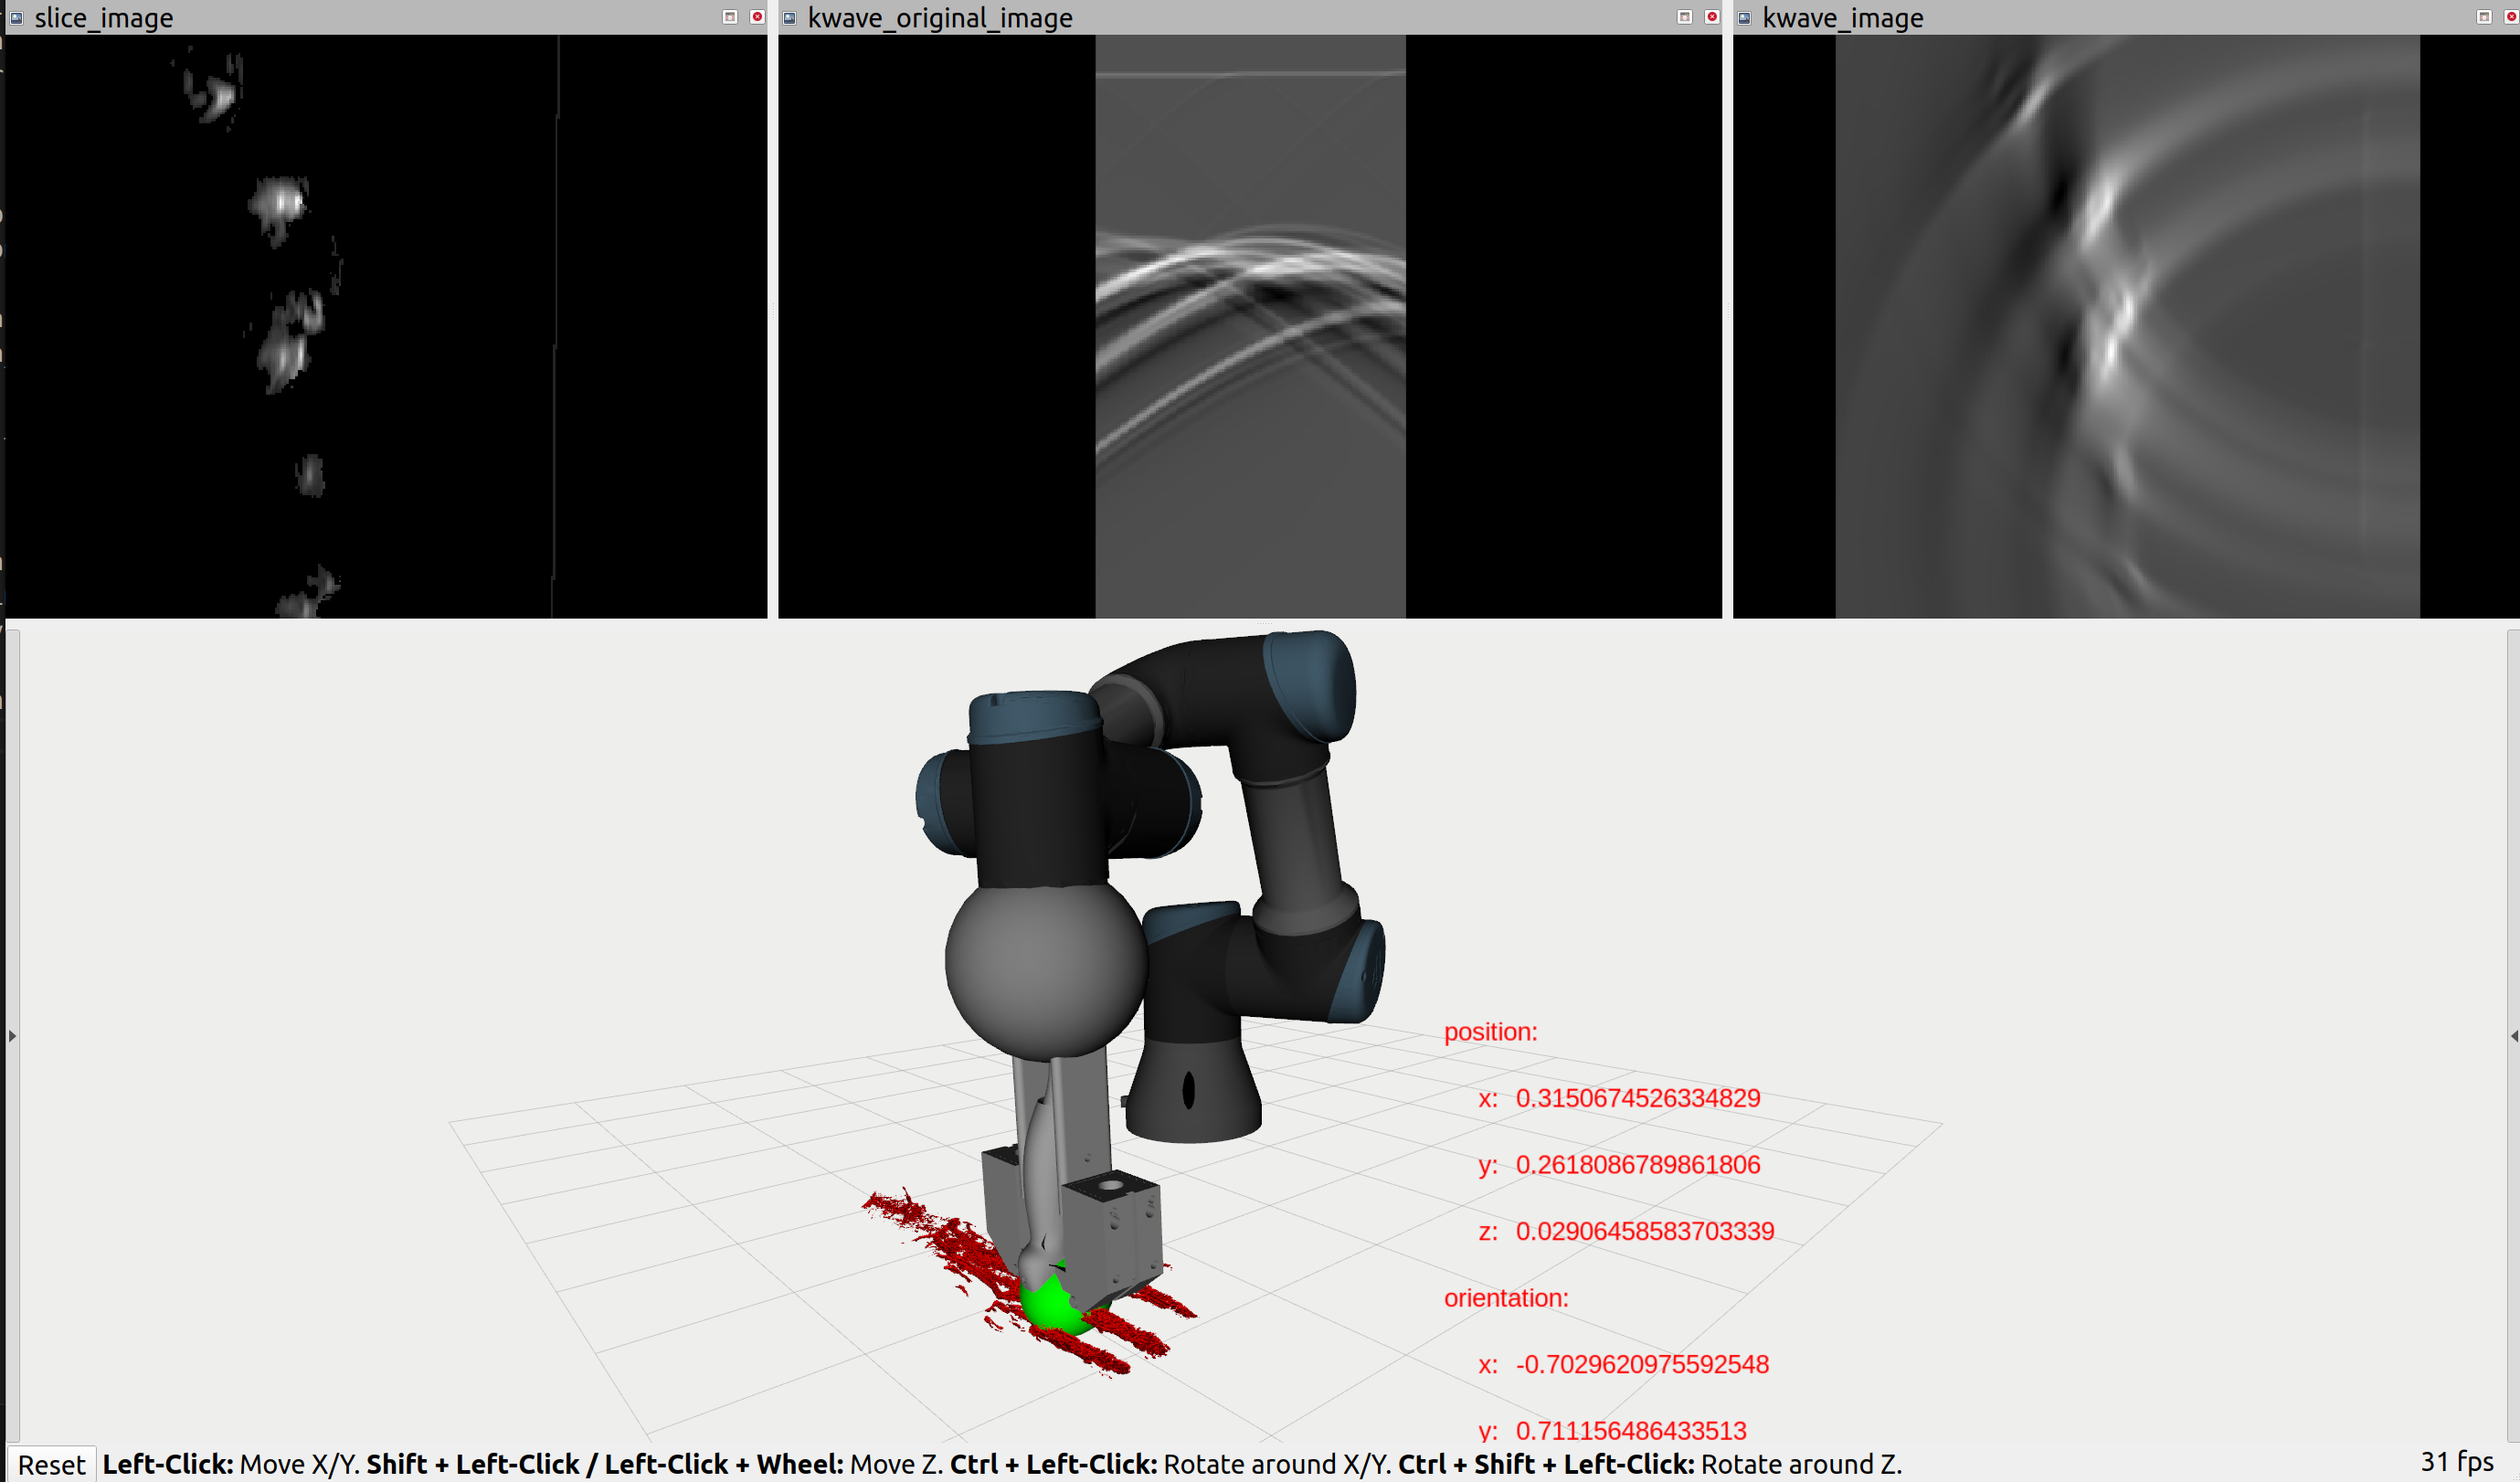 slice_image
kwave_original_image
kwave_image
position:
x: 0.3150674526334829
y: 0.2618086789861806
z: 0.02906458583703339
orientation:
x: -0.7029620975592548
y: 0.711156486433513
Reset Left-Click: Move X/Y. Shift + Left-Click / Left-Click + Wheel: Move Z. Ctrl + Left-Click: Rotate around X/Y. Ctrl + Shift + Left-Click: Rotate around Z. 31 fps